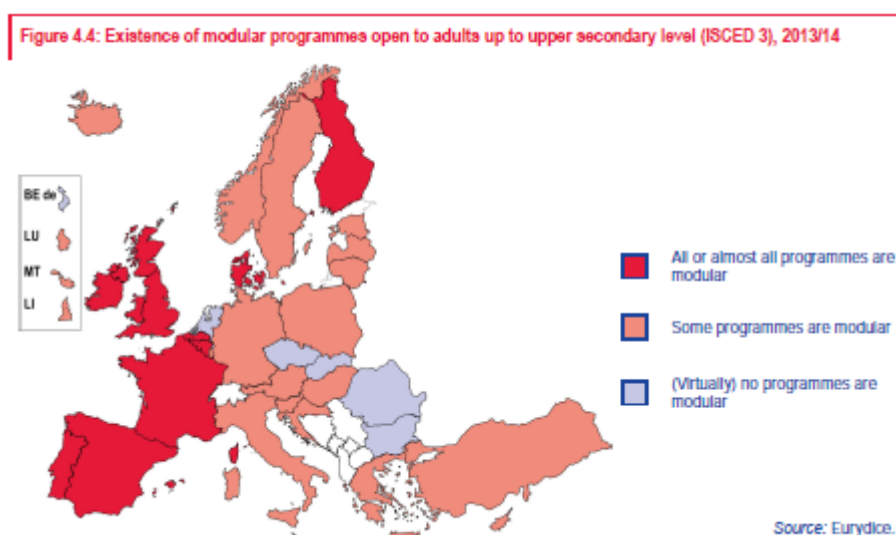 Figure 4.4: Existence of modular programmes open to adults up to upper secondary level (ISCED 3), 2013/14
BE de
LU
MT
LI
All or almost all programmes are
modular
Some programmes are modular
(Virtually) no programmes are
modular
Source: Eurydice.